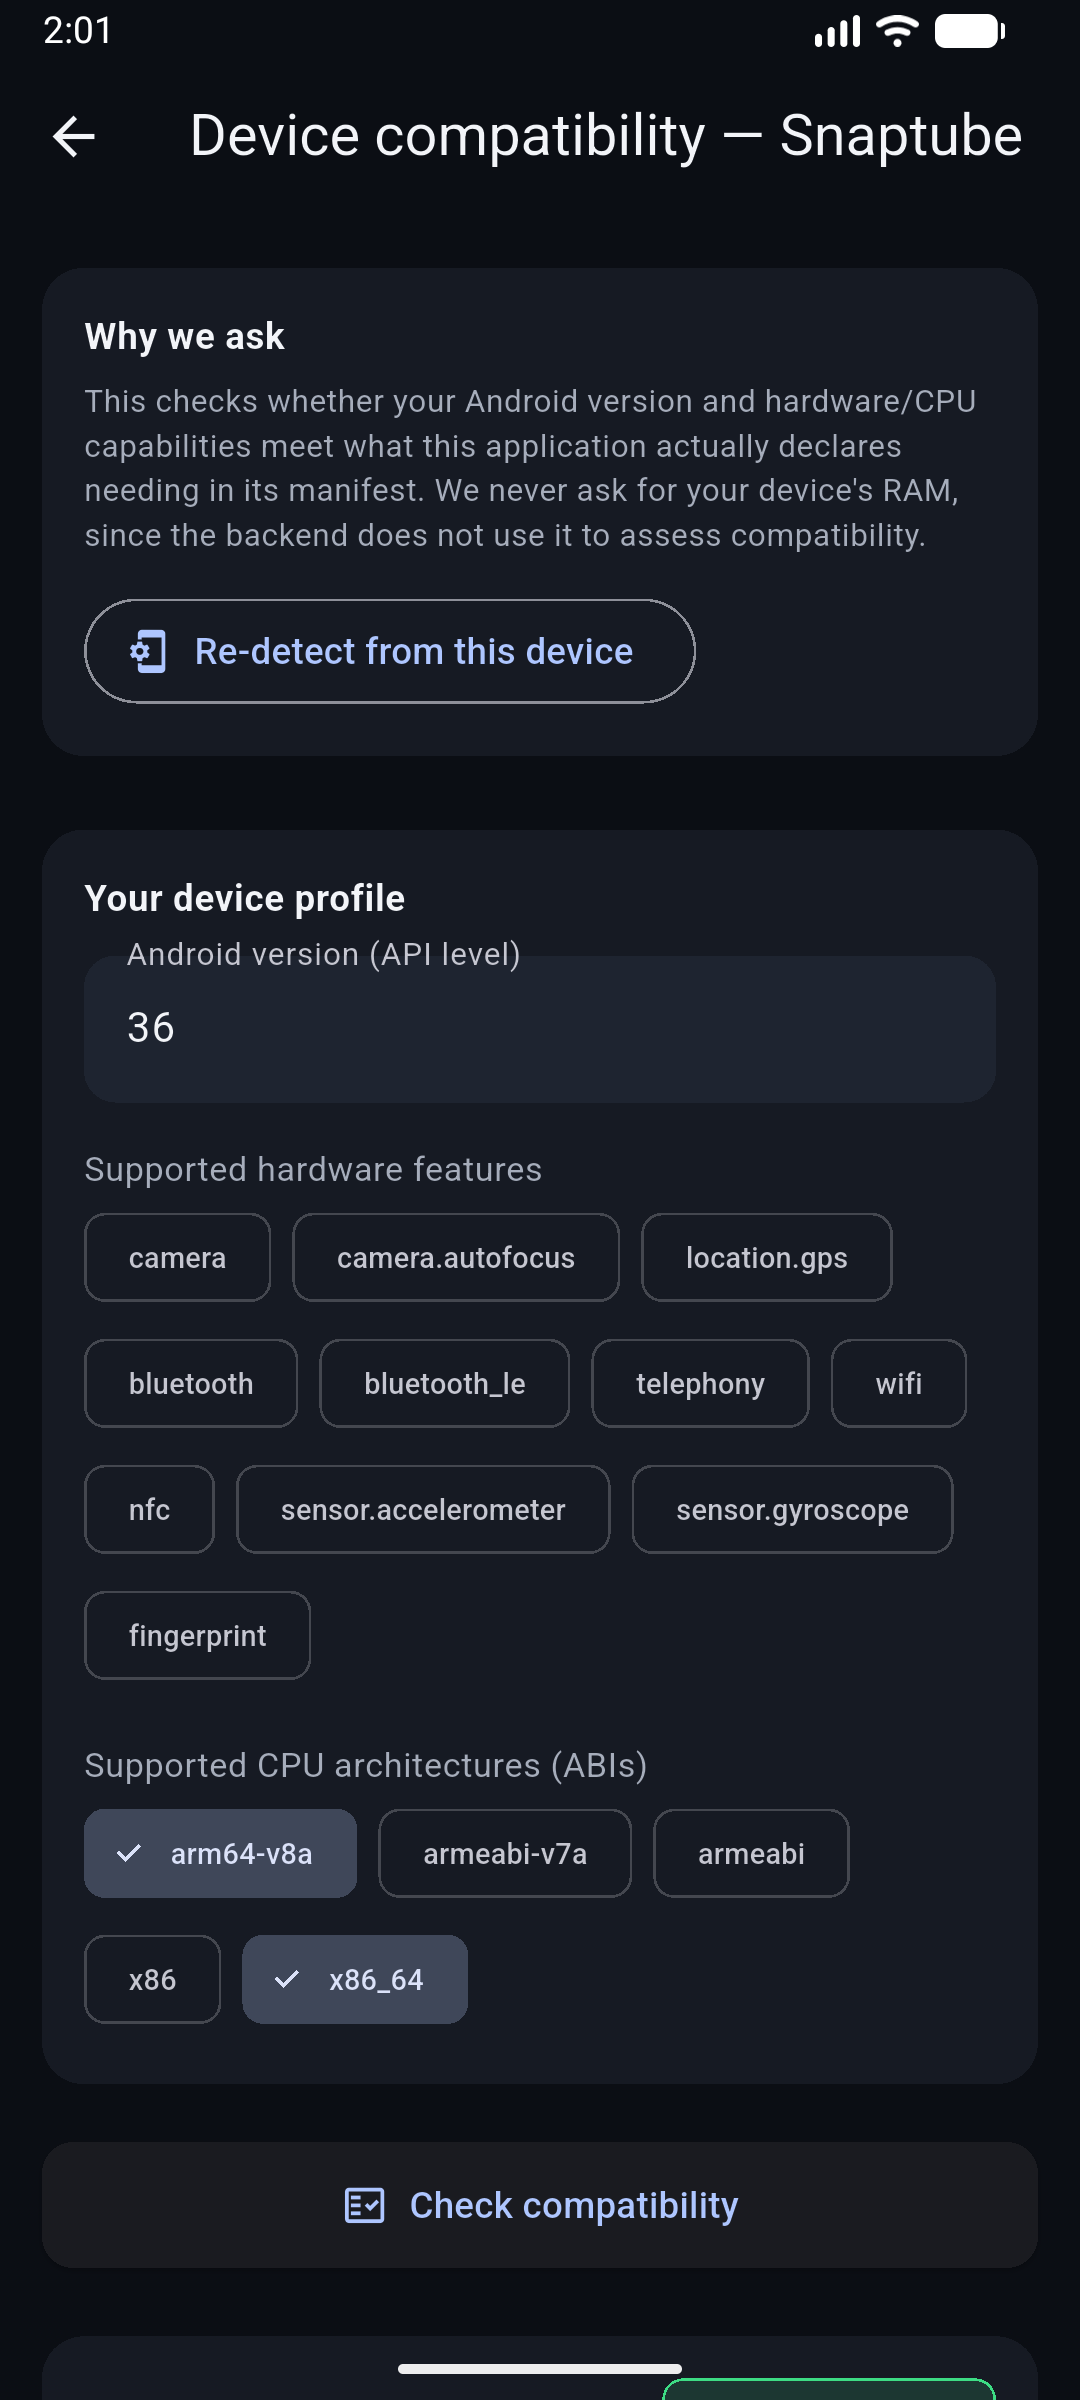 2:01
Device compatibility — Snaptube
Why we ask
This checks whether your Android version and hardware/CPU
capabilities meet what this application actually declares
needing in its manifest. We never ask for your device's RAM,
since the backend does not use it to assess compatibility.
Re-detect from this device
Your device profile
Android version (API level)
36
Supported hardware features
camera camera.autofocus location.gps
bluetooth bluetooth_le telephony wifi
nfc sensor.accelerometer sensor.gyroscope
fingerprint
Supported CPU architectures (ABIs)
arm64-v8a armeabi-v7a armeabi
x86 x86_64
Check compatibility